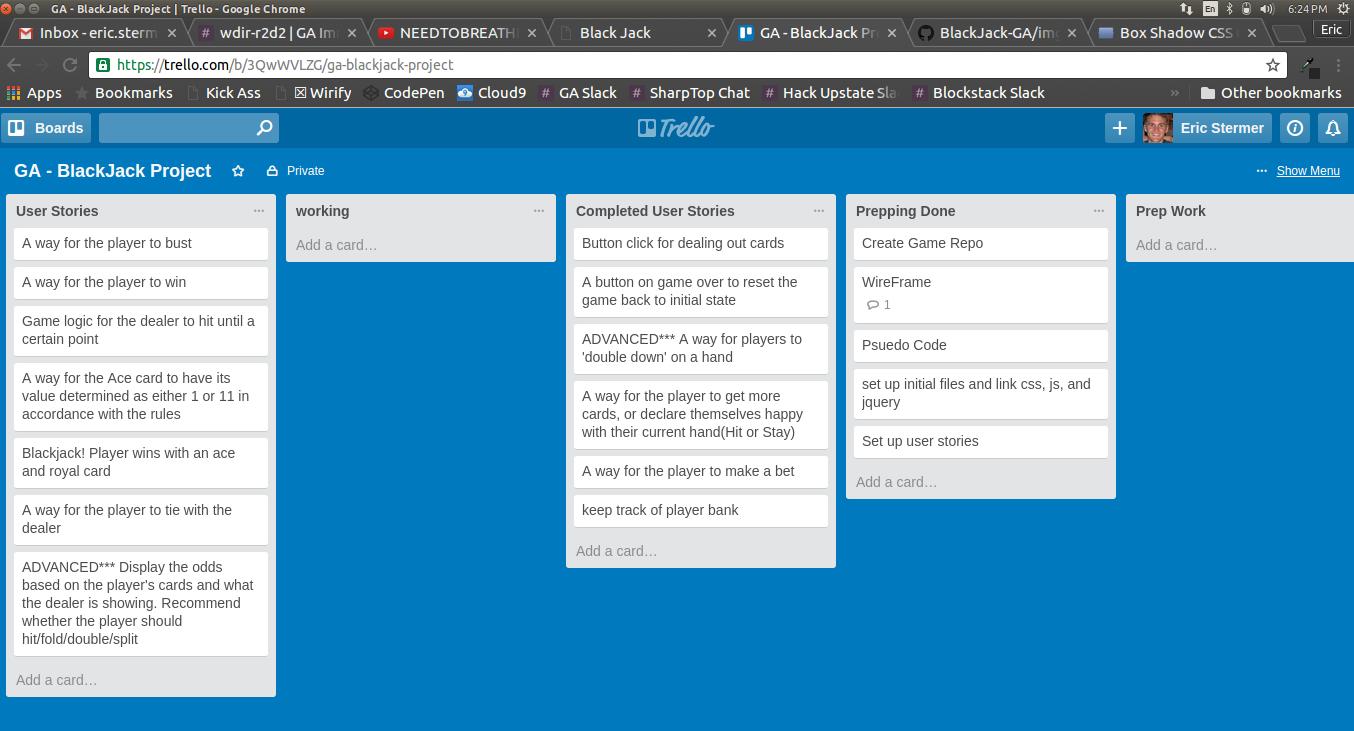 GA - BlackJack Project | Trello - Google Chrome
En
6:24 PM
Inbox - eric.sterm
# wdir-r2d2 | GA Im
NEEDTOBREATH
Black Jack
GA - BlackJack Pr
BlackJack-GA/im
Box Shadow CSS
Eric
https://trello.com/b/3QwWVLZG/ga-blackjack-project
Apps
Bookmarks
Kick Ass
Wirify
CodePen
Cloud9
# GA Slack
# SharpTop Chat
# Hack Upstate Sla
# Blockstack Slack
»
Other bookmarks
Boards
Trello
Eric Stermer
GA - BlackJack Project
Private
... Show Menu
User Stories
A way for the player to bust
A way for the player to win
Game logic for the dealer to hit until a
certain point
A way for the Ace card to have its
value determined as either 1 or 11 in
accordance with the rules
Blackjack! Player wins with an ace
and royal card
A way for the player to tie with the
dealer
ADVANCED*** Display the odds
based on the player's cards and what
the dealer is showing. Recommend
whether the player should
hit/fold/double/split
Add a card…
working
Add a card…
Completed User Stories
Button click for dealing out cards
A button on game over to reset the
game back to initial state
ADVANCED*** A way for players to
'double down' on a hand
A way for the player to get more
cards, or declare themselves happy
with their current hand(Hit or Stay)
A way for the player to make a bet
keep track of player bank
Add a card…
Prepping Done
Create Game Repo
WireFrame
1
Psuedo Code
set up initial files and link css, js, and
jquery
Set up user stories
Add a card…
Prep Work
Add a card…